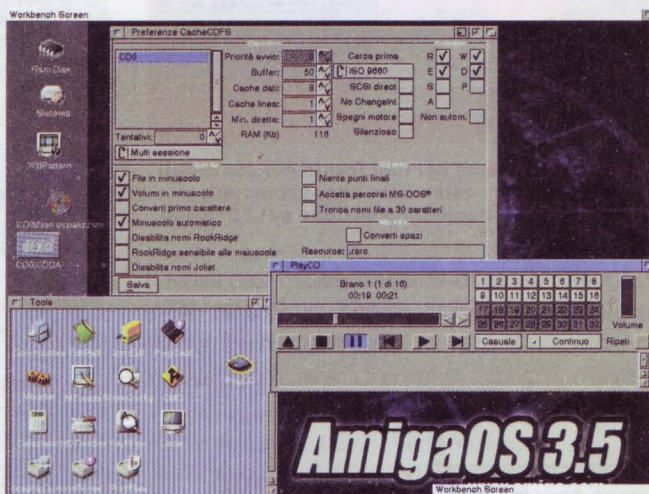 Workbench Screen
Preferenze CacheCDFS
Ram Disk
Sistema
WBPattern
CD0
Priorità avvio:
Buffer: 50
Cache dati: 8
Cache linea: 1
Min. diretta: 1
RAM (Kb) 116
Tentativi: 0
Multi sessione
Cerca prima
ISO 9660
SCSI direct
No ChangeInt
Spegni motore
Silenzioso
R W
E D
S P
A
Non autom.
File in minuscolo
Volumi in minuscolo
Converti primo carattere
Minuscolo automatico
Disabilita nomi RockRidge
RockRidge sensibile alle maiuscole
Disabilita nomi Joliet
Salva
Niente punti finali
Accetta percorsi MS-DOS®
Tronca nomi file a 30 caratteri
Converti spazi
Resource: .rsrc
CD0:CDDA
PlayCD
Brano 1 (1 di 16)
00:19 00:21
1 2 3 4 5 6 7 8
9 10 11 12 13 14 15 16
17 18 19 20 21 22 23 24
25 26 27 28 29 30 31 32
Volume
Casuale
Continuo
Ripeti
Tools
AmigaOS 3.5
Workbench Screen